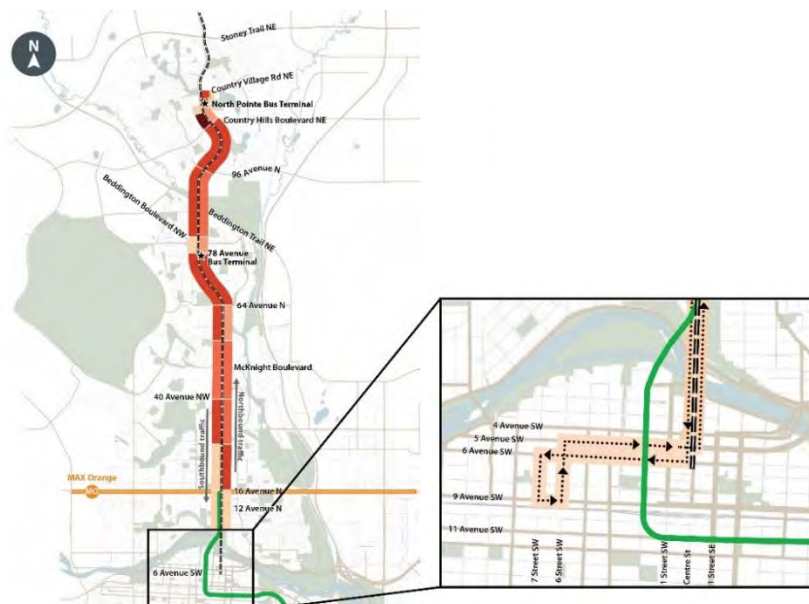 N
Stoney Trail NE
Country Village Rd NE
North Pointe Bus Terminal
Country Hills Boulevard NE
96 Avenue N
Beddington Boulevard NW
Beddington Trail NE
78 Avenue
Bus Terminal
64 Avenue N
McKnight Boulevard
40 Avenue NW
Southbound traffic
Northbound traffic
MAX Orange
MO
16 Avenue N
12 Avenue N
6 Avenue SW
4 Avenue SW
5 Avenue SW
6 Avenue SW
9 Avenue SW
11 Avenue SW
7 Street SW
6 Street SW
1 Street SW
Centre St
1 Street SE